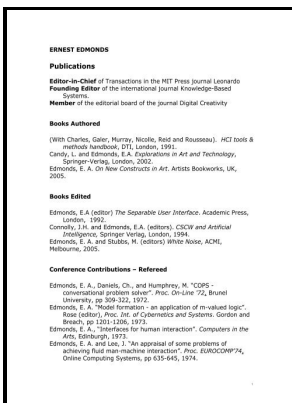 ERNEST EDMONDS
Publications
Editor-in-Chief of Transactions in the MIT Press journal Leonardo
Founding Editor of the international journal Knowledge-Based
Systems.
Member of the editorial board of the journal Digital Creativity
Books Authored
(With Charles, Galer, Murray, Nicolle, Reid and Rousseau). HCI tools &
methods handbook, DTI, London, 1991.
Candy, L. and Edmonds, E.A. Explorations in Art and Technology,
Springer-Verlag, London, 2002.
Edmonds, E. A. On New Constructs in Art. Artists Bookworks, UK,
2005.
Books Edited
Edmonds, E.A (editor) The Separable User Interface. Academic Press,
London, 1992.
Connolly, J.H. and Edmonds, E.A. (editors). CSCW and Artificial
Intelligence, Springer Verlag, London, 1994.
Edmonds, E. A. and Stubbs, M. (editors) White Noise, ACMI,
Melbourne, 2005.
Conference Contributions – Refereed
Edmonds, E. A., Daniels, Ch., and Humphrey, M. "COPS -
conversational problem solver". Proc. On-Line '72, Brunel
University, pp 309-322, 1972.
Edmonds, E. A. "Model formation - an application of m-valued logic".
Rose (editor), Proc. Int. of Cybernetics and Systems. Gordon and
Breach, pp 1201-1206, 1973.
Edmonds, E. A., "Interfaces for human interaction". Computers in the
Arts, Edinburgh, 1973.
Edmonds, E. A. and Lee, J. "An appraisal of some problems of
achieving fluid man-machine interaction". Proc. EUROCOMP'74,
Online Computing Systems, pp 635-645, 1974.